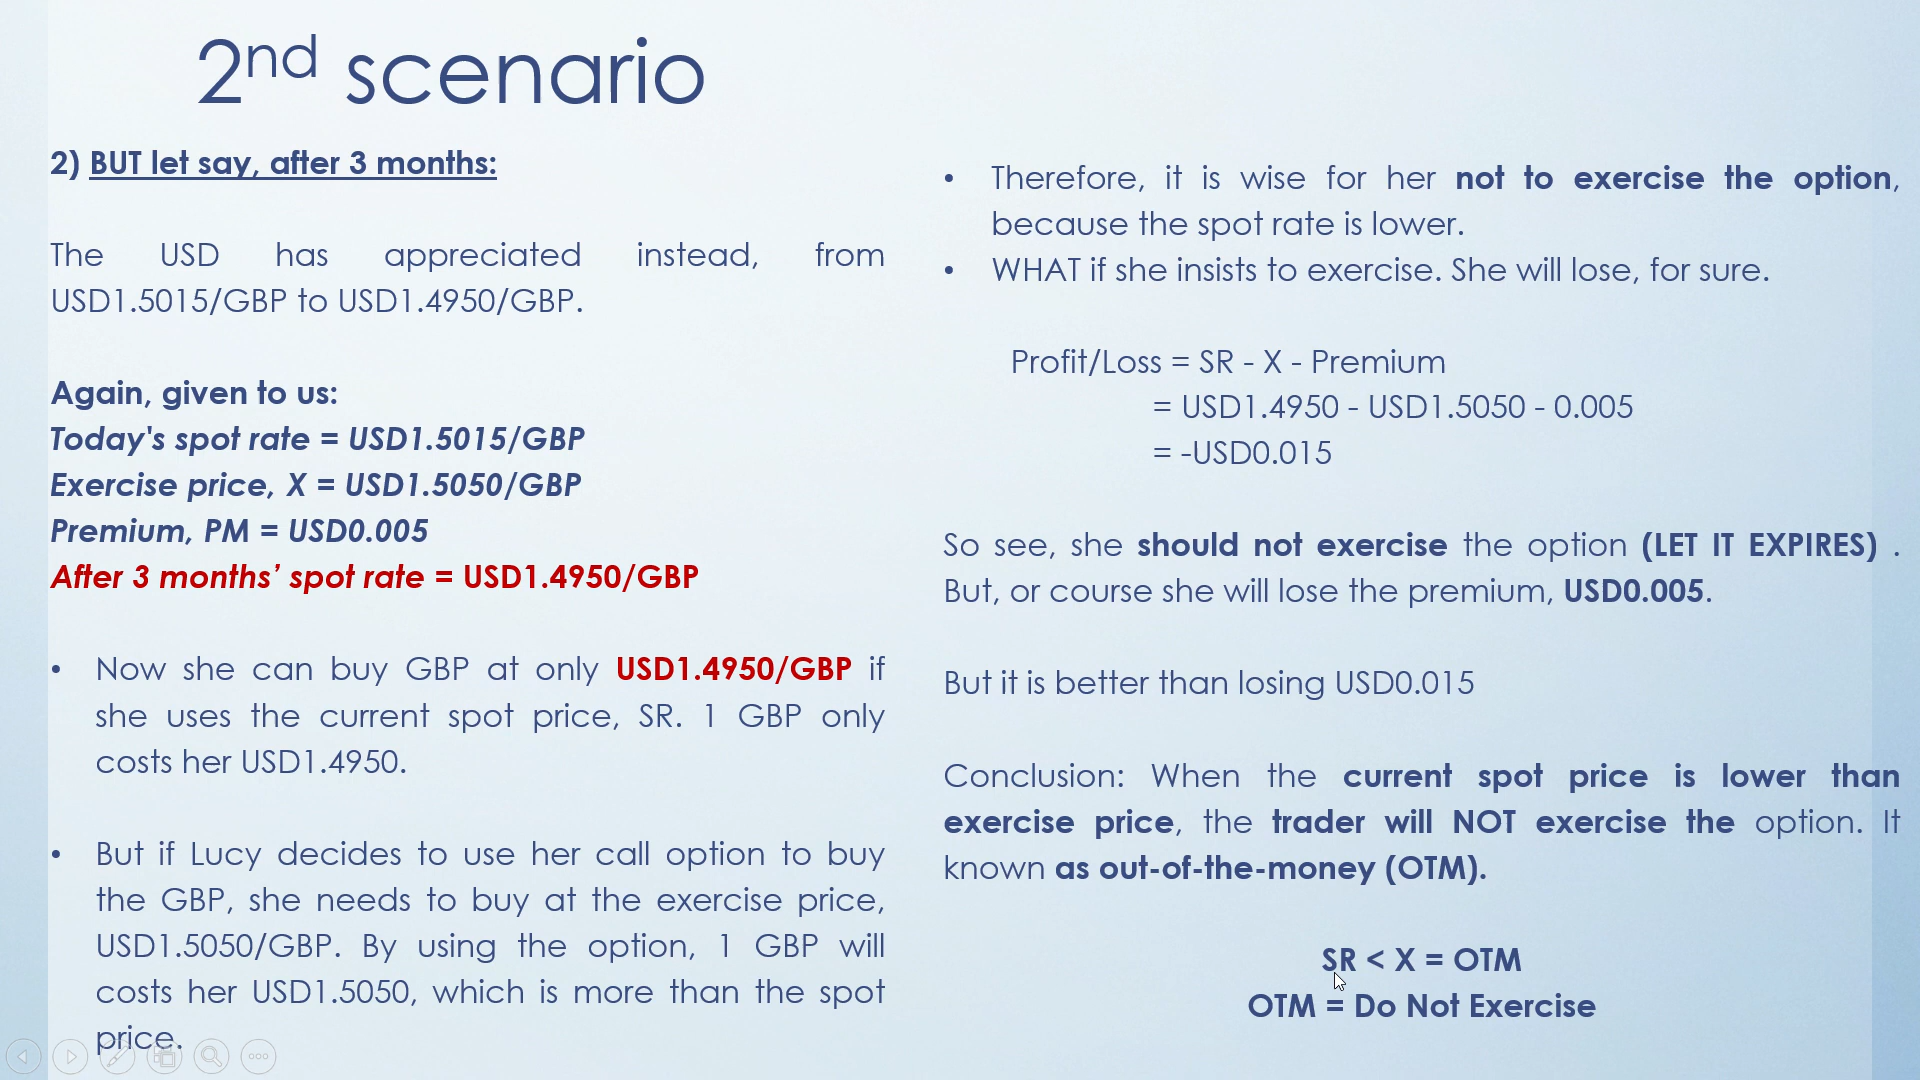 2nd scenario
2) BUT let say, after 3 months:
The USD has appreciated instead, from
USD1.5015/GBP to USD1.4950/GBP.
Again, given to us:
Today's spot rate = USD1.5015/GBP
Exercise price, X = USD1.5050/GBP
Premium, PM = USD0.005
After 3 months’ spot rate = USD1.4950/GBP
• Now she can buy GBP at only USD1.4950/GBP if
she uses the current spot price, SR. 1 GBP only
costs her USD1.4950.
• But if Lucy decides to use her call option to buy
the GBP, she needs to buy at the exercise price,
USD1.5050/GBP. By using the option, 1 GBP will
costs her USD1.5050, which is more than the spot
price.
• Therefore, it is wise for her not to exercise the option,
because the spot rate is lower.
• WHAT if she insists to exercise. She will lose, for sure.
Profit/Loss = SR - X - Premium
= USD1.4950 - USD1.5050 - 0.005
= -USD0.015
So see, she should not exercise the option (LET IT EXPIRES) .
But, or course she will lose the premium, USD0.005.
But it is better than losing USD0.015
Conclusion: When the current spot price is lower than
exercise price, the trader will NOT exercise the option. It
known as out-of-the-money (OTM).
SR < X = OTM
OTM = Do Not Exercise